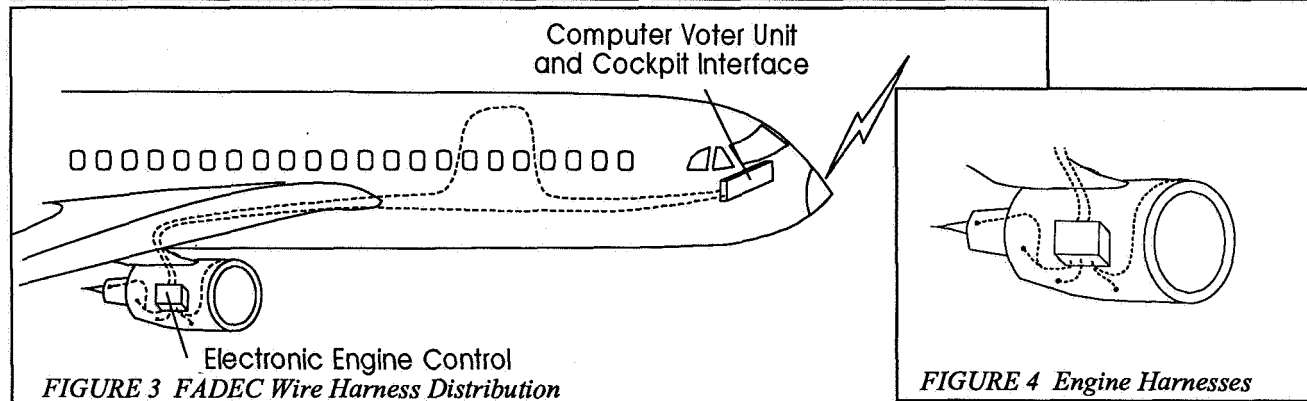 Computer Voter Unit
and Cockpit Interface
Electronic Engine Control
FIGURE 3 FADEC Wire Harness Distribution
FIGURE 4 Engine Harnesses